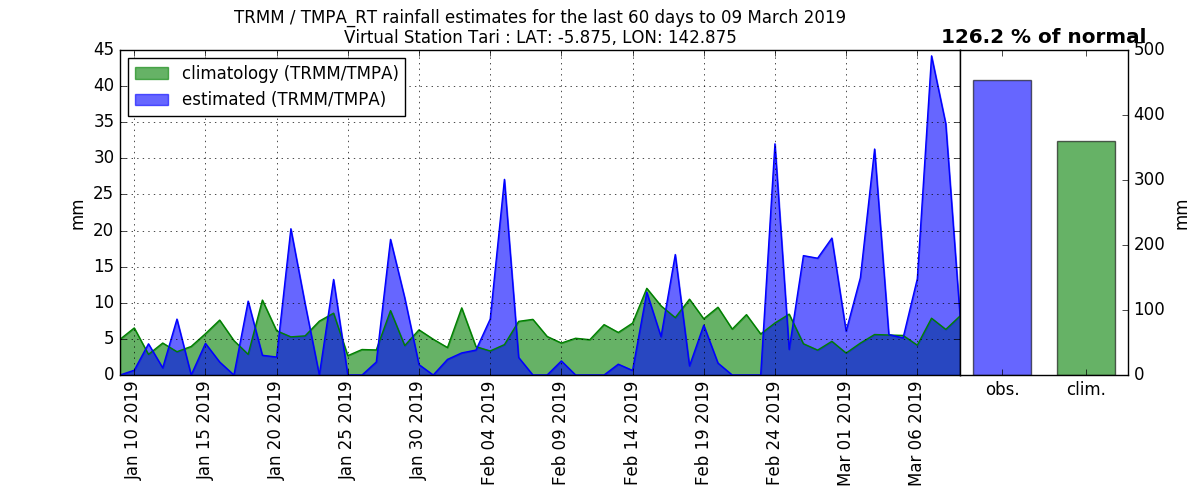 TRMM / TMPA_RT rainfall estimates for the last 60 days to 09 March 2019
Virtual Station Tari : LAT: -5.875, LON: 142.875
126.2 % of normal
climatology (TRMM/TMPA)
estimated (TRMM/TMPA)
45
40
35
30
25
20
15
10
5
0
mm
Jan 10 2019
Jan 15 2019
Jan 20 2019
Jan 25 2019
Jan 30 2019
Feb 04 2019
Feb 09 2019
Feb 14 2019
Feb 19 2019
Feb 24 2019
Mar 01 2019
Mar 06 2019
obs.
clim.
500
400
300
200
100
0
mm